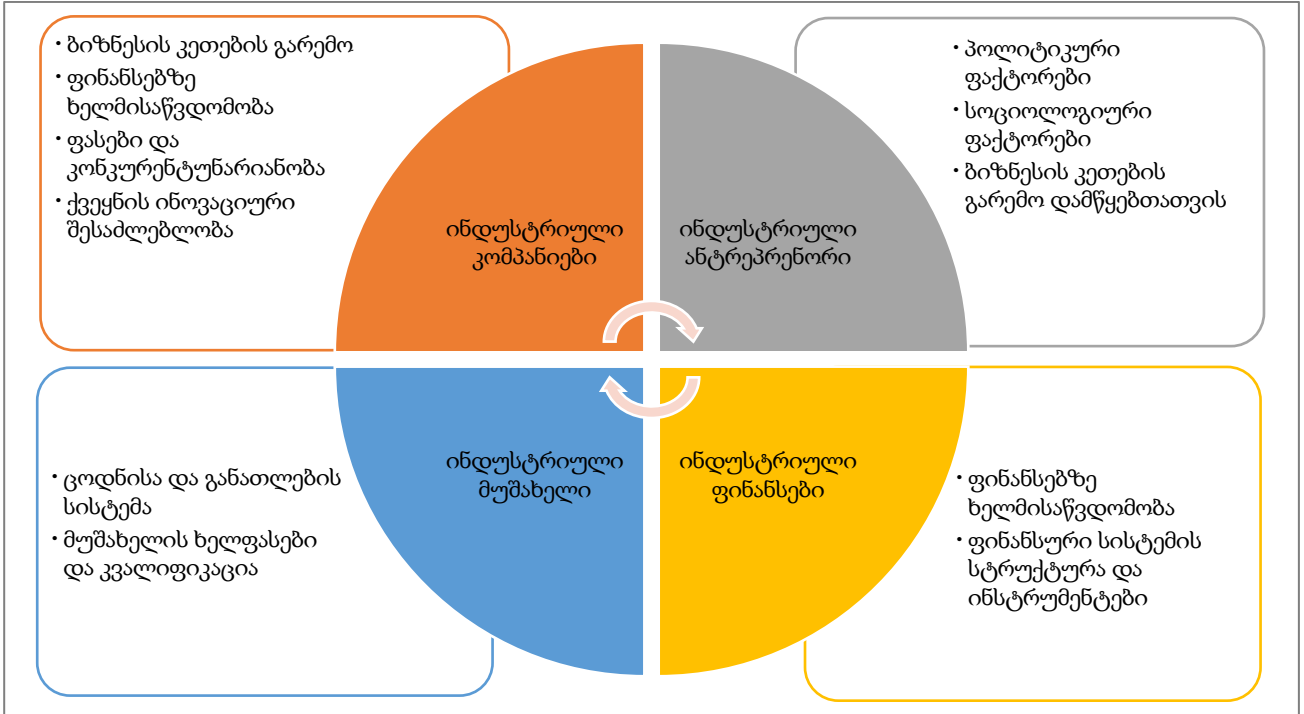 • ბიზნესის კეთების გარემო
• ფინანსებზე
ხელმისაწვდომობა
• ფასები და
კონკურენტუნარიანობა
• ქვეყნის ინოვაციური
შესაძლებლობა
ინდუსტრიული
კომპანიები
ინდუსტრიული
ანტრეპრენორი
• პოლიტიკური
ფაქტორები
• სოციოლოგიური
ფაქტორები
• ბიზნესის კეთების
გარემო დამწყებთათვის
• ცოდნისა და განათლების
სისტემა
• მუშახელის ხელფასები
და კვალიფიკაცია
ინდუსტრიული
მუშახელი
ინდუსტრიული
ფინანსები
• ფინანსებზე
ხელმისაწვდომობა
• ფინანსური სისტემის
სტრუქტურა და
ინსტრუმენტები